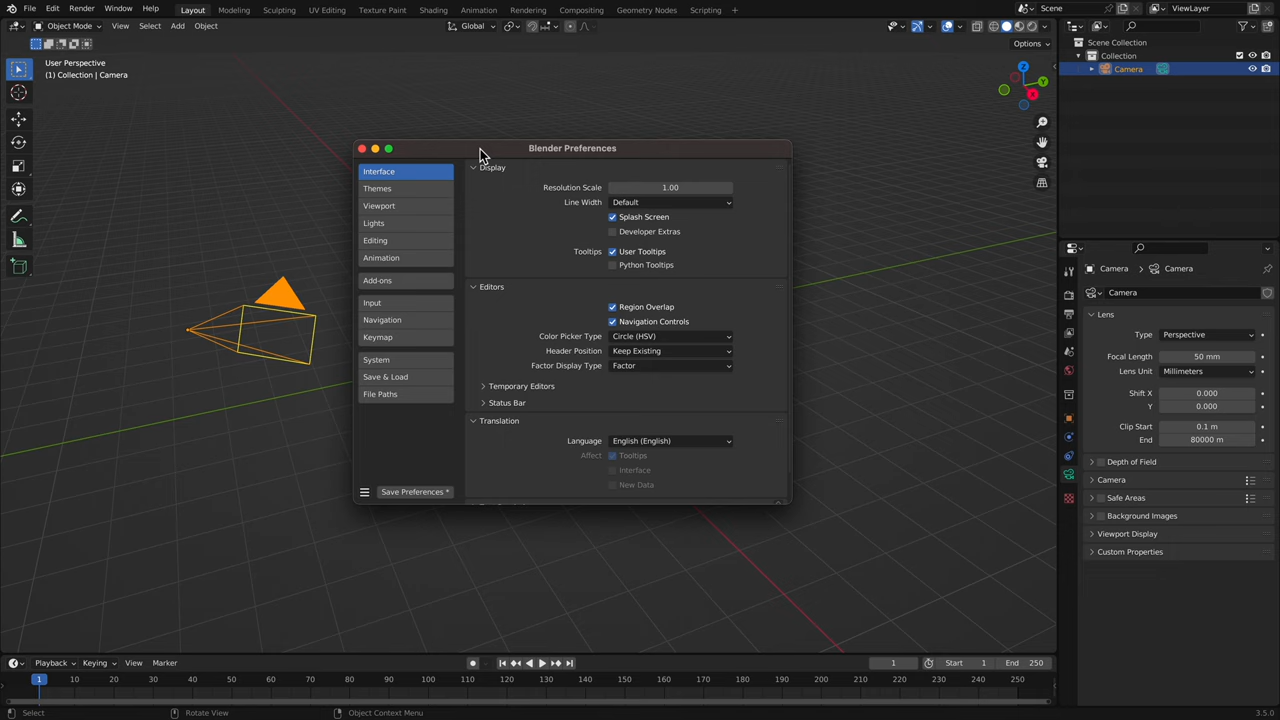 File Edit Render Window Help Layout Modeling Sculpting UV Editing Texture Paint Shading Animation Rendering Compositing Geometry Nodes Scripting Scene ViewLayer
Object Mode View Select Add Object Global
Options
User Perspective
(1) Collection | Camera
Z
Y
X
Scene Collection
Collection
Camera
Blender Preferences
Interface
Themes
Viewport
Lights
Editing
Animation
Add-ons
Input
Navigation
Keymap
System
Save & Load
File Paths
Save Preferences *
Display
Resolution Scale 1.00
Line Width Default
Splash Screen
Developer Extras
Tooltips User Tooltips
Python Tooltips
Editors
Region Overlap
Navigation Controls
Color Picker Type Circle (HSV)
Header Position Keep Existing
Factor Display Type Factor
Temporary Editors
Status Bar
Translation
Language English (English)
Affect Tooltips
Interface
New Data
Camera Camera
Camera
Lens
Type Perspective
Focal Length 50 mm
Lens Unit Millimeters
Shift X 0.000
Y 0.000
Clip Start 0.1 m
End 80000 m
Depth of Field
Camera
Safe Areas
Background Images
Viewport Display
Custom Properties
Playback Keying View Marker 1 Start 1 End 250
1 10 20 30 40 50 60 70 80 90 100 110 120 130 140 150 160 170 180 190 200 210 220 230 240 250
Select Rotate View Object Context Menu 3.5.0